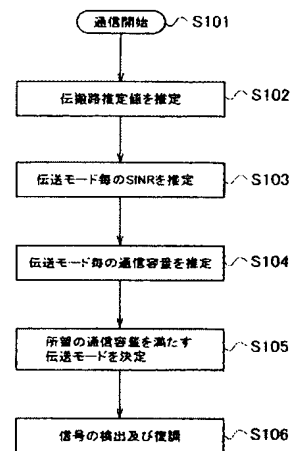 通信開始 S101
伝搬路推定値を推定 S102
伝送モード毎のSINRを推定 S103
伝送モード毎の通信容量を推定 S104
所望の通信容量を満たす
伝送モードを決定 S105
信号の検出及び復調 S106